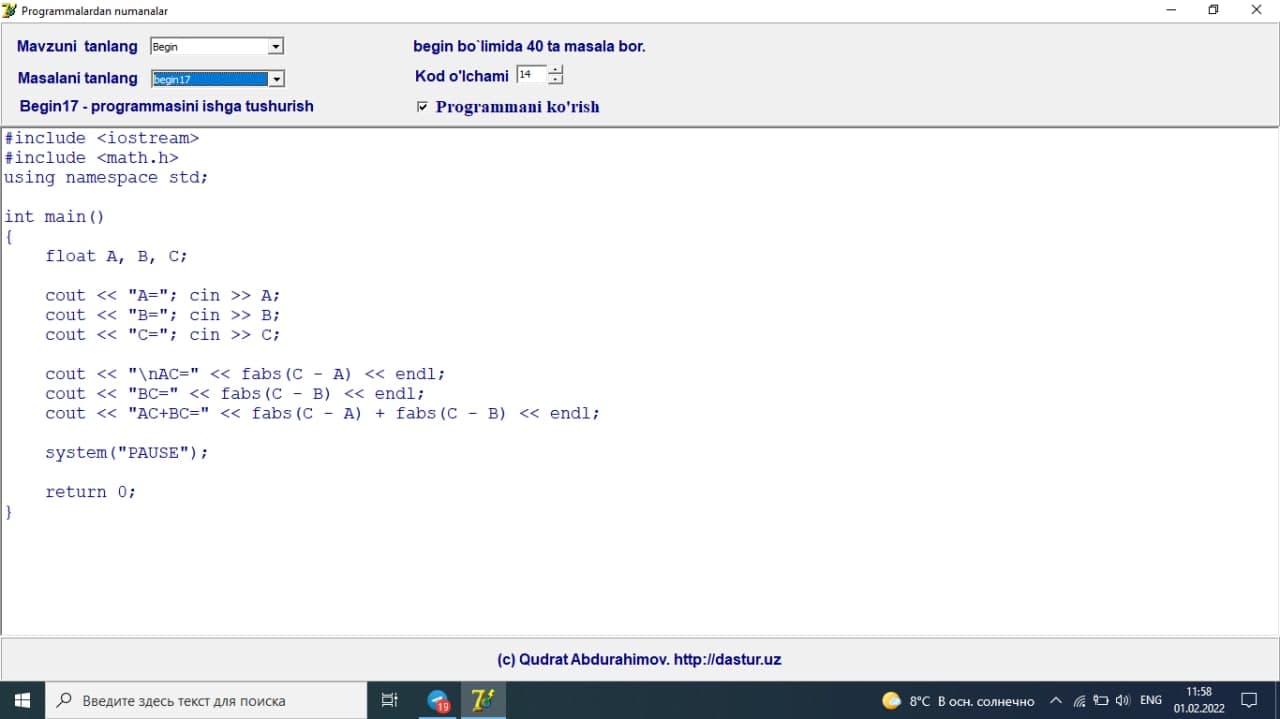 Programmalardan numanalar
Mavzuni tanlang Begin
begin bo`limida 40 ta masala bor.
Masalani tanlang begin17
Kod o'lchami 14
Begin17 - programmasini ishga tushurish
Programmani ko'rish
#include <iostream>
#include <math.h>
using namespace std;
int main()
{
float A, B, C;
cout << "A="; cin >> A;
cout << "B="; cin >> B;
cout << "C="; cin >> C;
cout << "\nAC=" << fabs(C - A) << endl;
cout << "BC=" << fabs(C - B) << endl;
cout << "AC+BC=" << fabs(C - A) + fabs(C - B) << endl;
system("PAUSE");
return 0;
}
(c) Qudrat Abdurahimov. http://dastur.uz
Введите здесь текст для поиска
19
8°C В осн. солнечно
ENG
11:58
01.02.2022